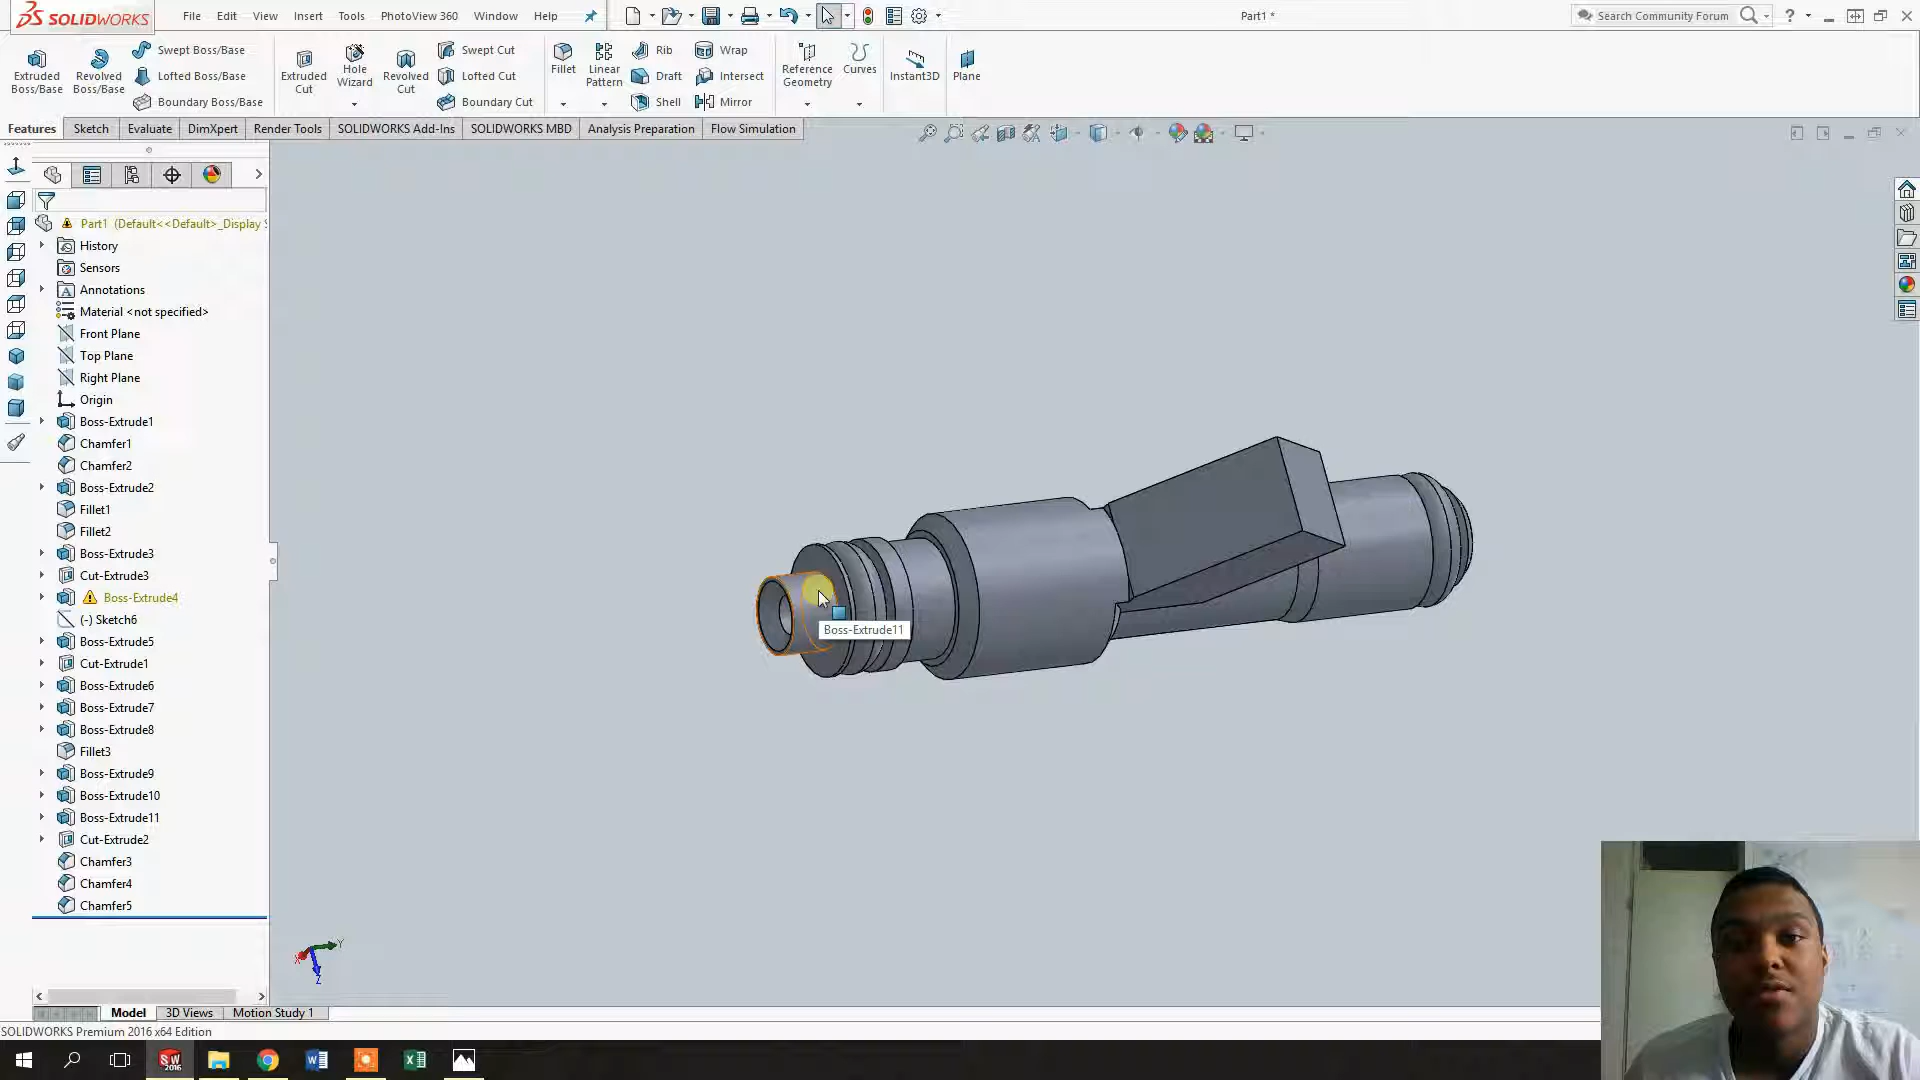 SOLIDWORKS
File Edit View Insert Tools PhotoView 360 Window Help
Part1 *
Search Community Forum
Extruded Boss/Base
Revolved Boss/Base
Swept Boss/Base
Lofted Boss/Base
Boundary Boss/Base
Extruded Cut
Hole Wizard
Revolved Cut
Swept Cut
Lofted Cut
Boundary Cut
Fillet
Linear Pattern
Rib
Draft
Shell
Wrap
Intersect
Mirror
Reference Geometry
Curves
Instant3D
Plane
Features Sketch Evaluate DimXpert Render Tools SOLIDWORKS Add-Ins SOLIDWORKS MBD Analysis Preparation Flow Simulation
Part1 (Default<<Default>_Display
History
Sensors
Annotations
Material <not specified>
Front Plane
Top Plane
Right Plane
Origin
Boss-Extrude1
Chamfer1
Chamfer2
Boss-Extrude2
Fillet1
Fillet2
Boss-Extrude3
Cut-Extrude3
Boss-Extrude4
(-) Sketch6
Boss-Extrude5
Cut-Extrude1
Boss-Extrude6
Boss-Extrude7
Boss-Extrude8
Fillet3
Boss-Extrude9
Boss-Extrude10
Boss-Extrude11
Cut-Extrude2
Chamfer3
Chamfer4
Chamfer5
Boss-Extrude11
Y
X
Z
Model 3D Views Motion Study 1
SOLIDWORKS Premium 2016 x64 Edition
SW
2016